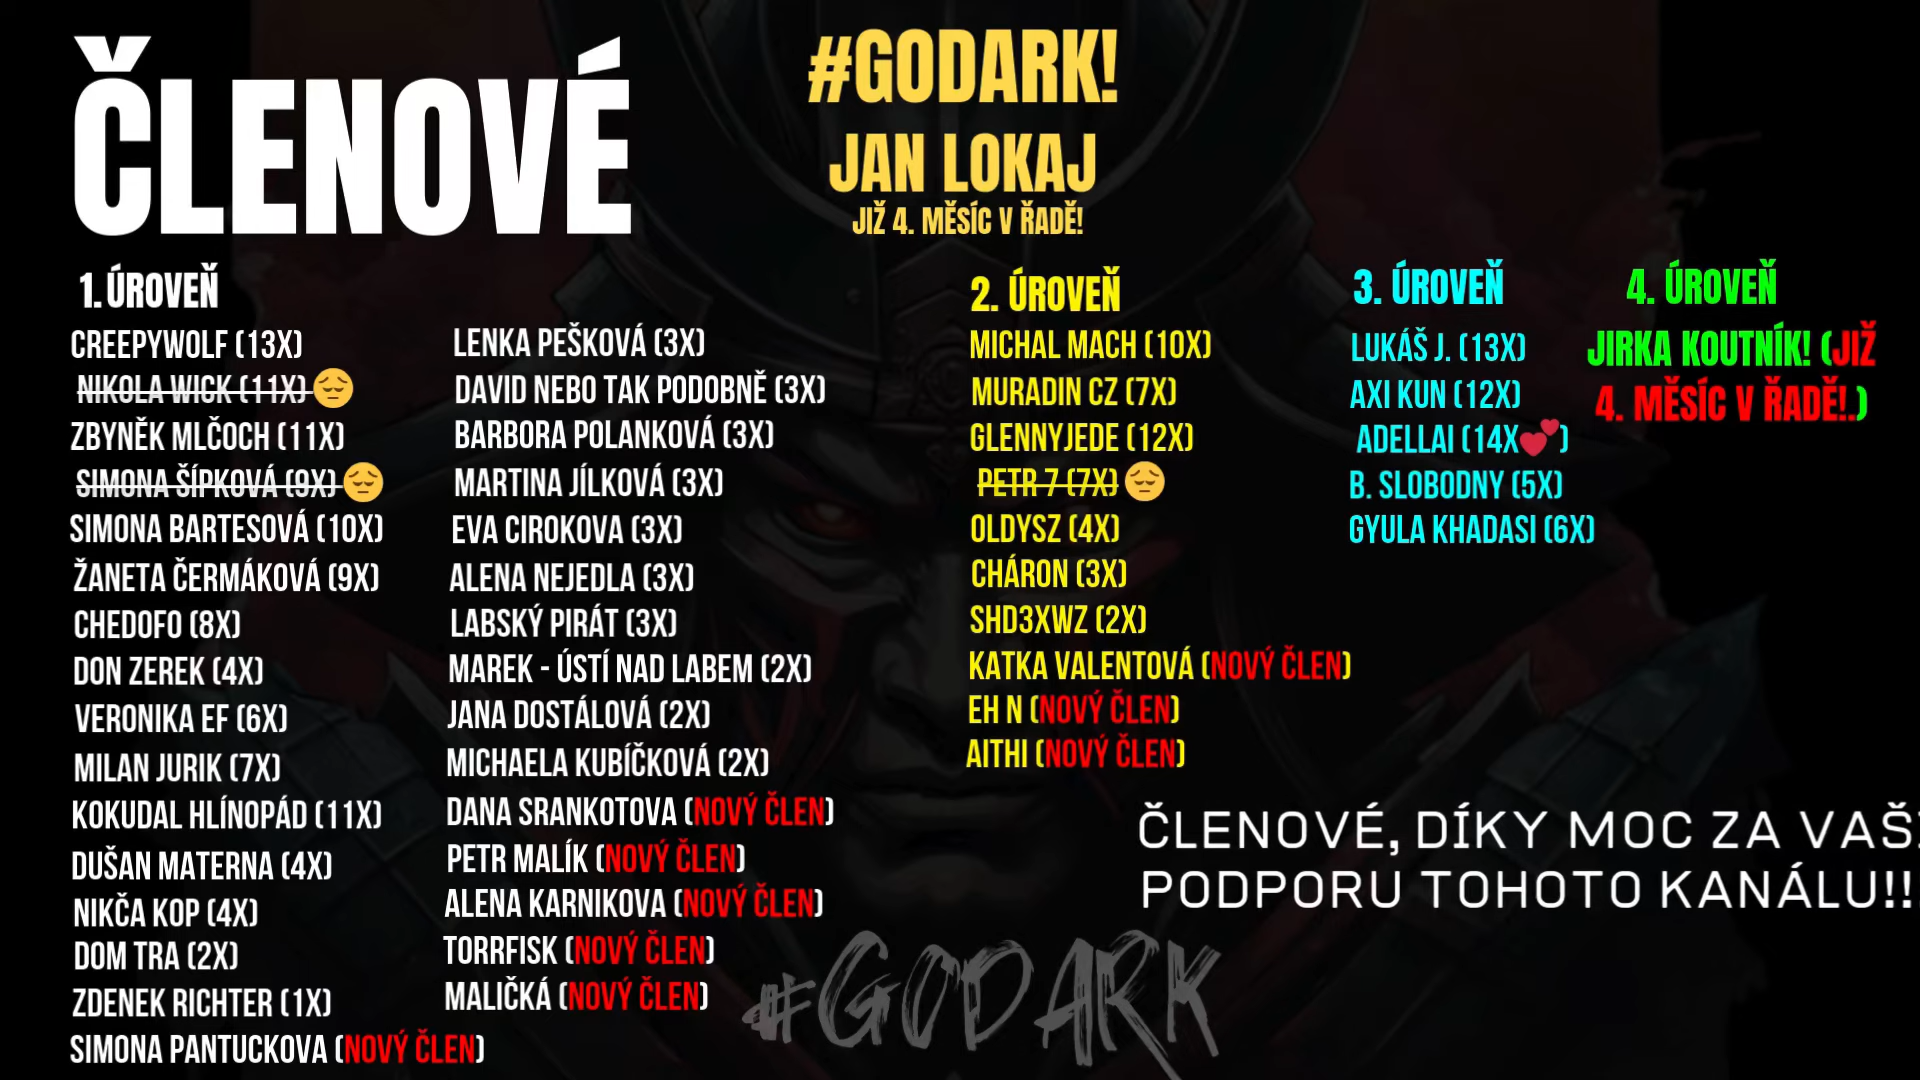 ČLENOVÉ
#GODARK!
JAN LOKAJ
JIŽ 4. MĚSÍC V ŘADĚ!
1. ÚROVEŇ
CREEPYWOLF (13X)
NIKOLA WICK (11X) 😔
ZBYNĚK MLČOCH (11X)
SIMONA ŠÍPKOVÁ (9X) 😔
SIMONA BARTESOVÁ (10X)
ŽANETA ČERMÁKOVÁ (9X)
CHEDOFO (8X)
DON ZEREK (4X)
VERONIKA EF (6X)
MILAN JURIK (7X)
KOKUDAL HLÍNOPÁD (11X)
DUŠAN MATERNA (4X)
NIKČA KOP (4X)
DOM TRA (2X)
ZDENEK RICHTER (1X)
SIMONA PANTUCKOVA (NOVÝ ČLEN)
LENKA PEŠKOVÁ (3X)
DAVID NEBO TAK PODOBNĚ (3X)
BARBORA POLANKOVÁ (3X)
MARTINA JÍLKOVÁ (3X)
EVA CIROKOVA (3X)
ALENA NEJEDLA (3X)
LABSKÝ PIRÁT (3X)
MAREK - ÚSTÍ NAD LABEM (2X)
JANA DOSTÁLOVÁ (2X)
MICHAELA KUBÍČKOVÁ (2X)
DANA SRANKOTOVA (NOVÝ ČLEN)
PETR MALÍK (NOVÝ ČLEN)
ALENA KARNIKOVA (NOVÝ ČLEN)
TORRFISK (NOVÝ ČLEN)
MALIČKÁ (NOVÝ ČLEN)
2. ÚROVEŇ
MICHAL MACH (10X)
MURADIN CZ (7X)
GLENNYJEDE (12X)
PETR 7 (7X) 😔
OLDYSZ (4X)
CHÁRON (3X)
SHD3XWZ (2X)
KATKA VALENTOVÁ (NOVÝ ČLEN)
EH N (NOVÝ ČLEN)
AITHI (NOVÝ ČLEN)
3. ÚROVEŇ
LUKÁŠ J. (13X)
AXI KUN (12X)
ADELLAI (14X💕)
B. SLOBODNY (5X)
GYULA KHADASI (6X)
4. ÚROVEŇ
JIRKA KOUTNÍK! (JIŽ
4. MĚSÍC V ŘADĚ!.)
ČLENOVÉ, DÍKY MOC ZA VAŠ
PODPORU TOHOTO KANÁLU!!
#GODARK